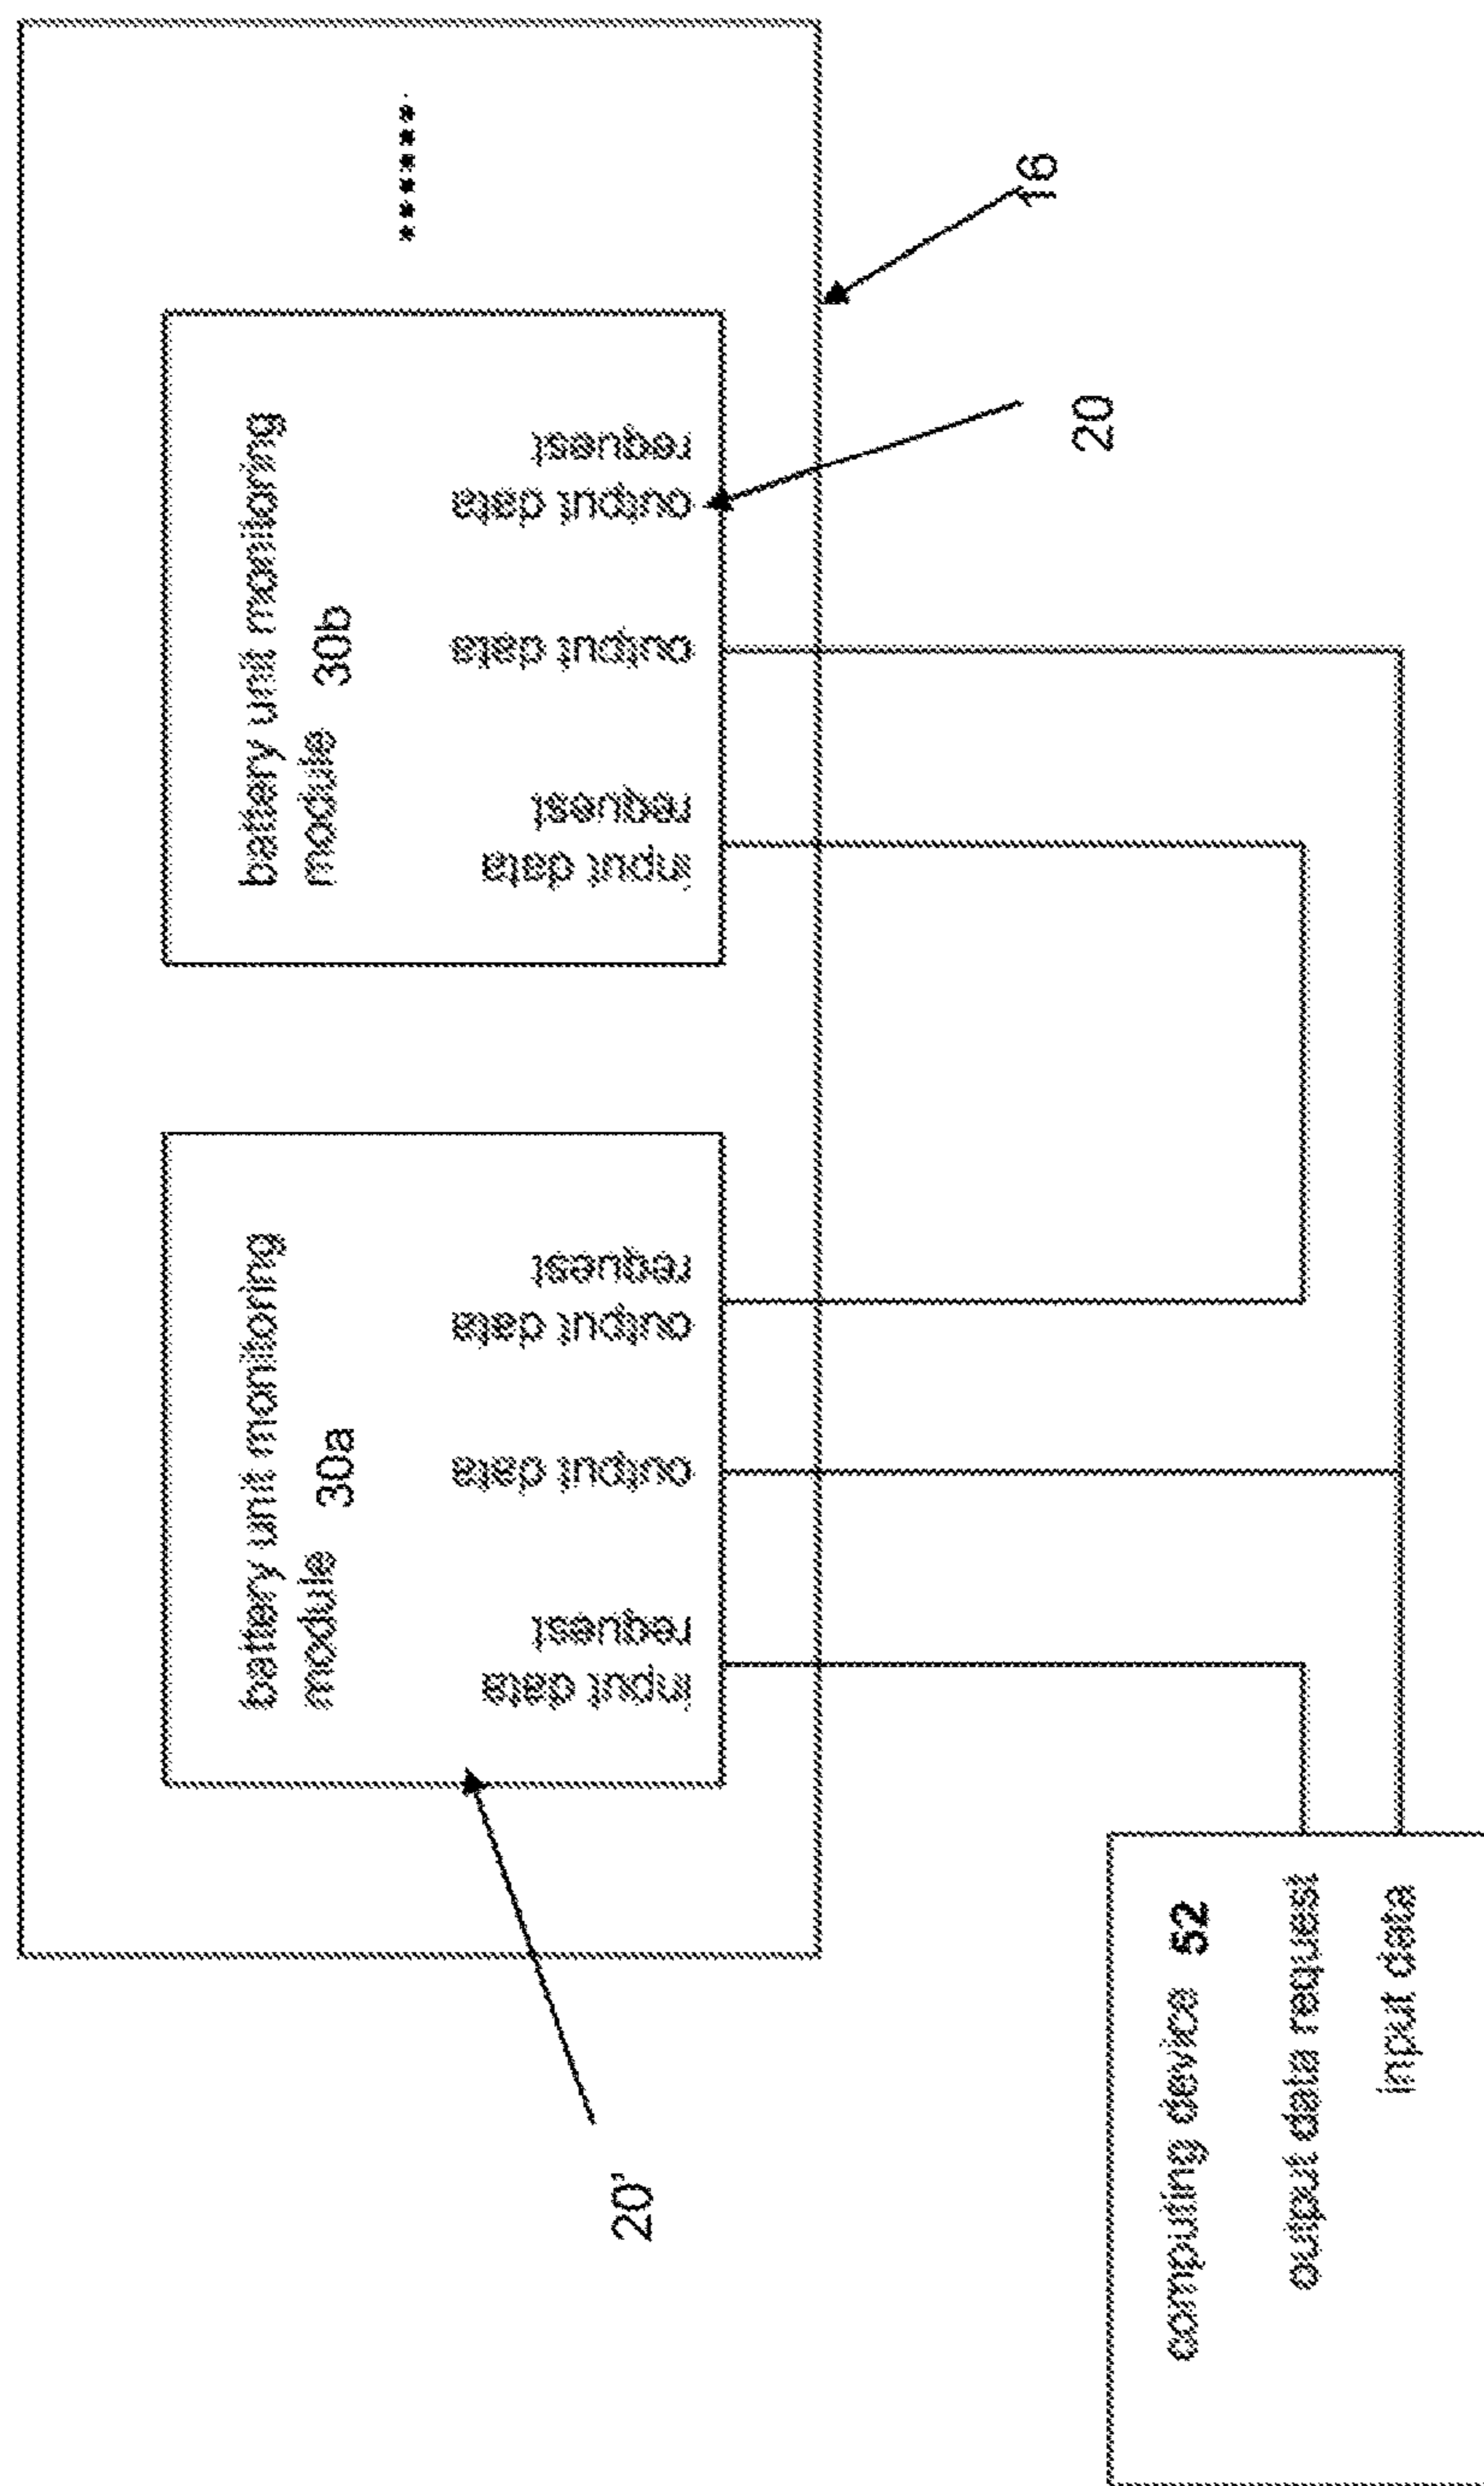 battery unit monitoring
module 30a
input data
request
output data
output data
request
battery unit monitoring
module 30b
input data
request
output data
output data
request
20'
20
16
computing device 52
output data request
input data